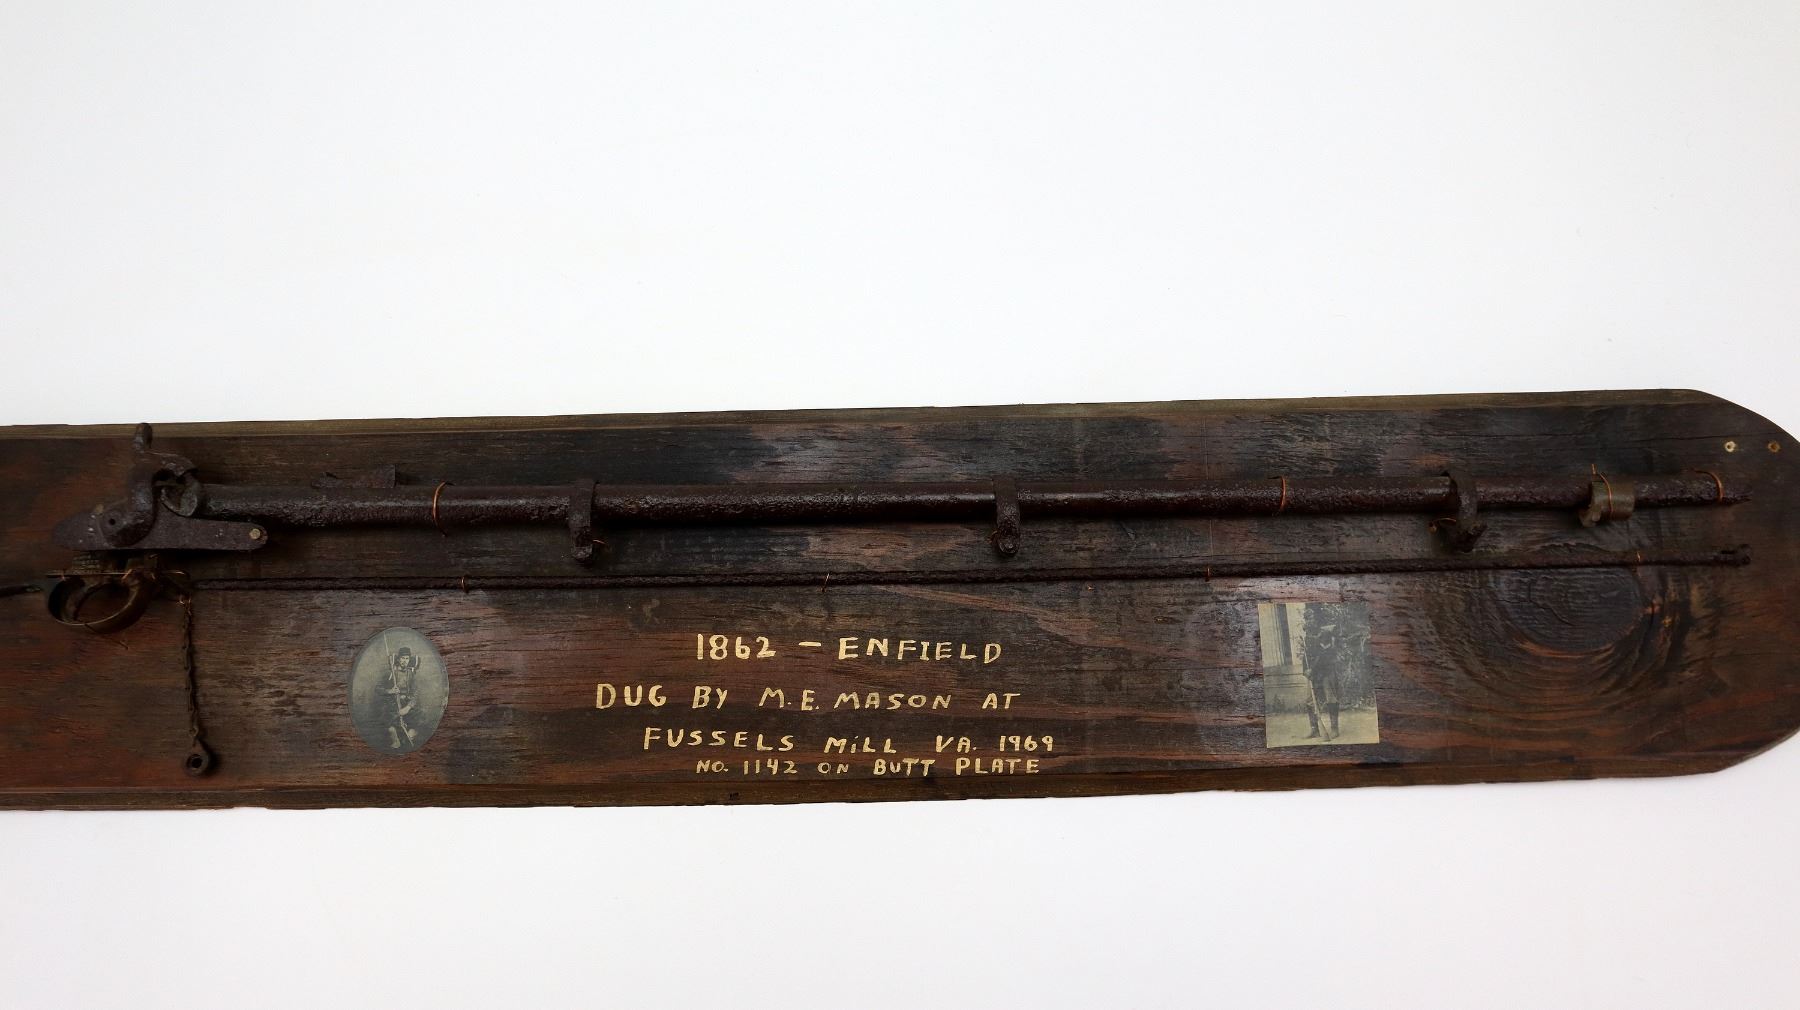 1862 - ENFIELD
DUG BY M.E. MASON AT
FUSSELS MiLL VA. 1969
NO. 1142 ON BUTT PLATE